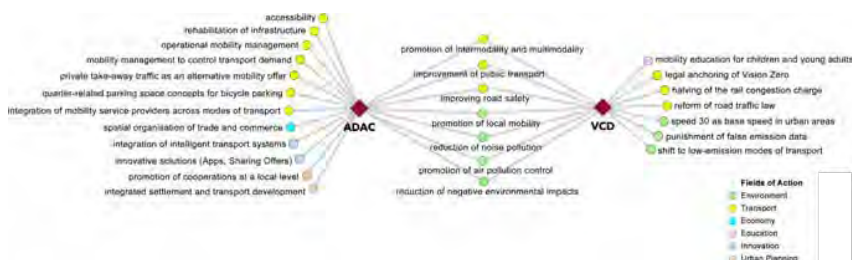 accessibility
rehabilitation of infrastructure
operational mobility management
mobility management to control transport demand
private take-away traffic as an alternative mobility offer
quarter-related parking space concepts for bicycle parking
integration of mobility service providers across modes of transport
spatial organisation of trade and commerce
integration of intelligent transport systems
innovative solutions (Apps, Sharing Offers)
promotion of cooperations at a local level
integrated settlement and transport development
ADAC
promotion of intermodality and multimodality
improvement of public transport
improving road safety
promotion of local mobility
reduction of noise pollution
promotion of air pollution control
reduction of negative environmental impacts
VCD
mobility education for children and young adults
legal anchoring of Vision Zero
halving of the rail congestion charge
reform of road traffic law
speed 30 as base speed in urban areas
punishment of false emission data
shift to low-emission modes of transport
Fields of Action
Environment
Transport
Economy
Education
Innovation
Urban Planning